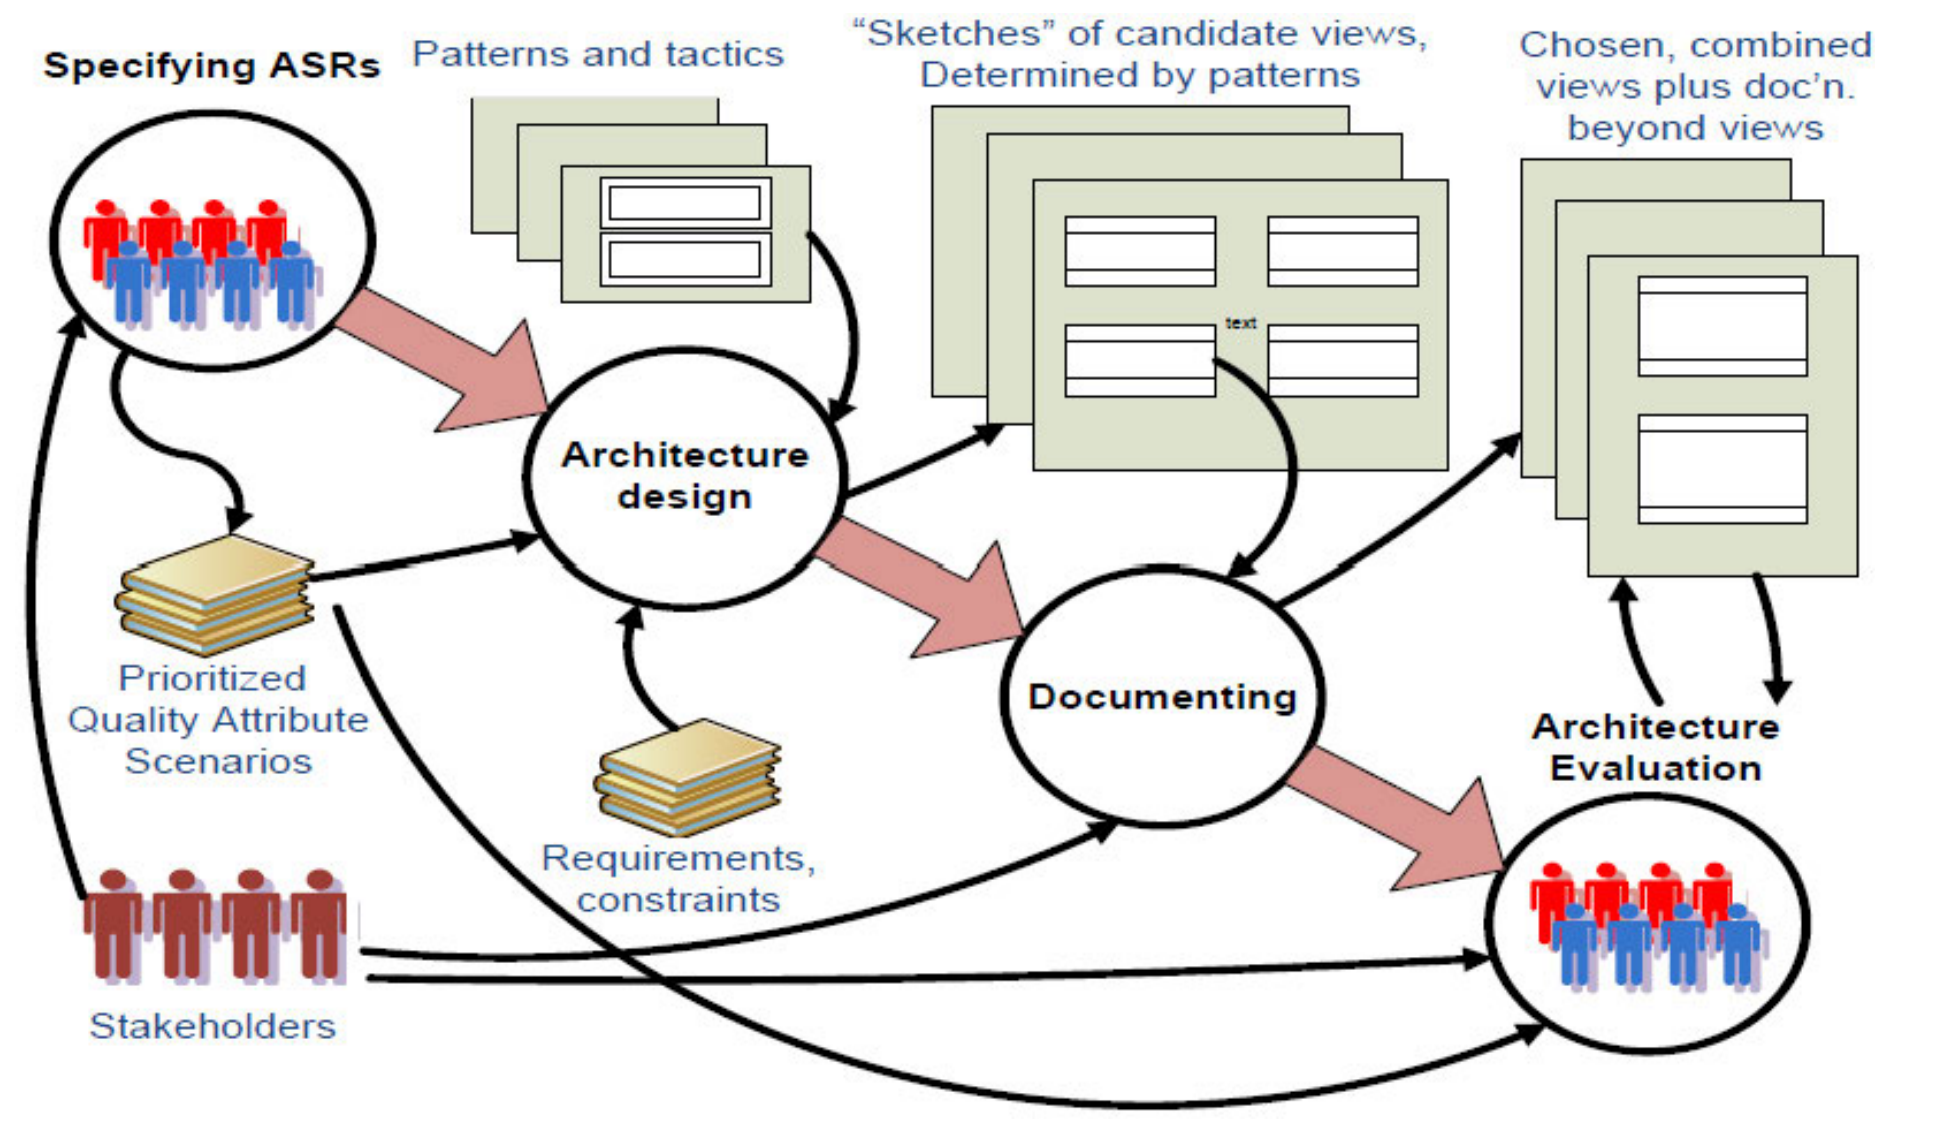 Specifying ASRs
Patterns and tactics
“Sketches” of candidate views,
Determined by patterns
Chosen, combined
views plus doc’n.
beyond views
text
Architecture
design
Prioritized
Quality Attribute
Scenarios
Documenting
Architecture
Evaluation
Requirements,
constraints
Stakeholders